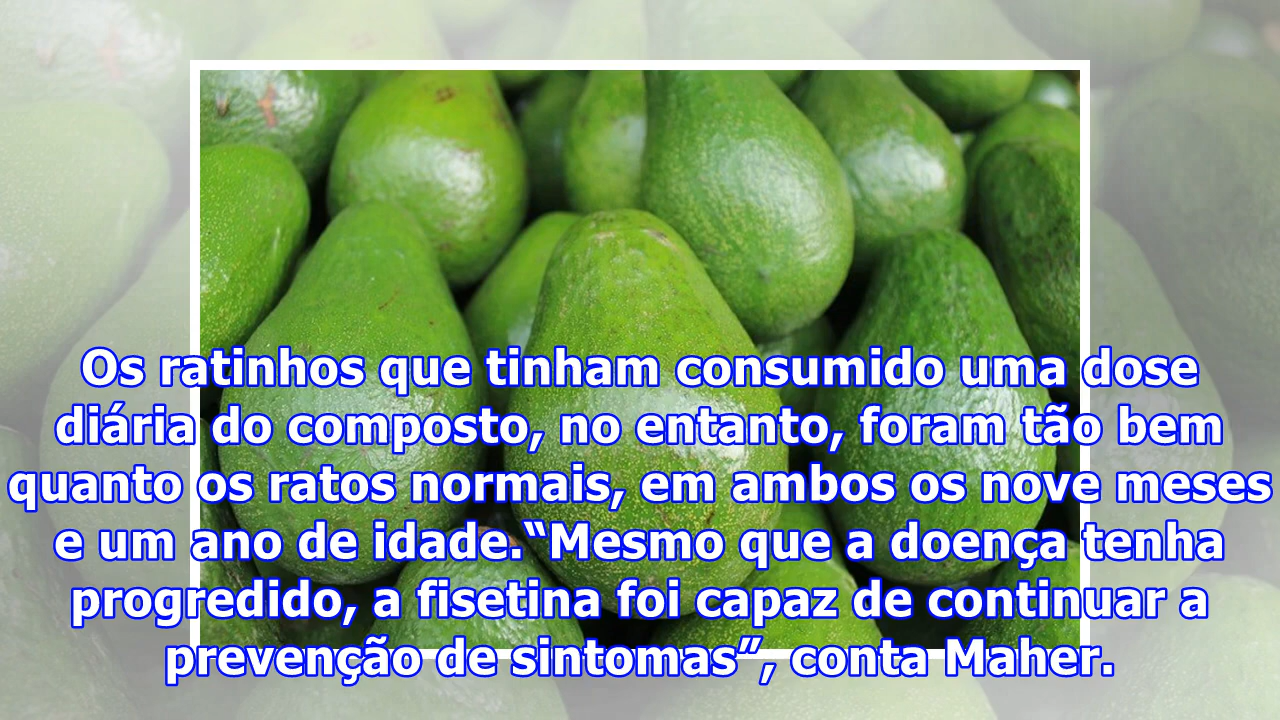 Os ratinhos que tinham consumido uma dose
diária do composto, no entanto, foram tão bem
quanto os ratos normais, em ambos os nove meses
e um ano de idade.“Mesmo que a doença tenha
progredido, a fisetina foi capaz de continuar a
prevenção de sintomas”, conta Maher.